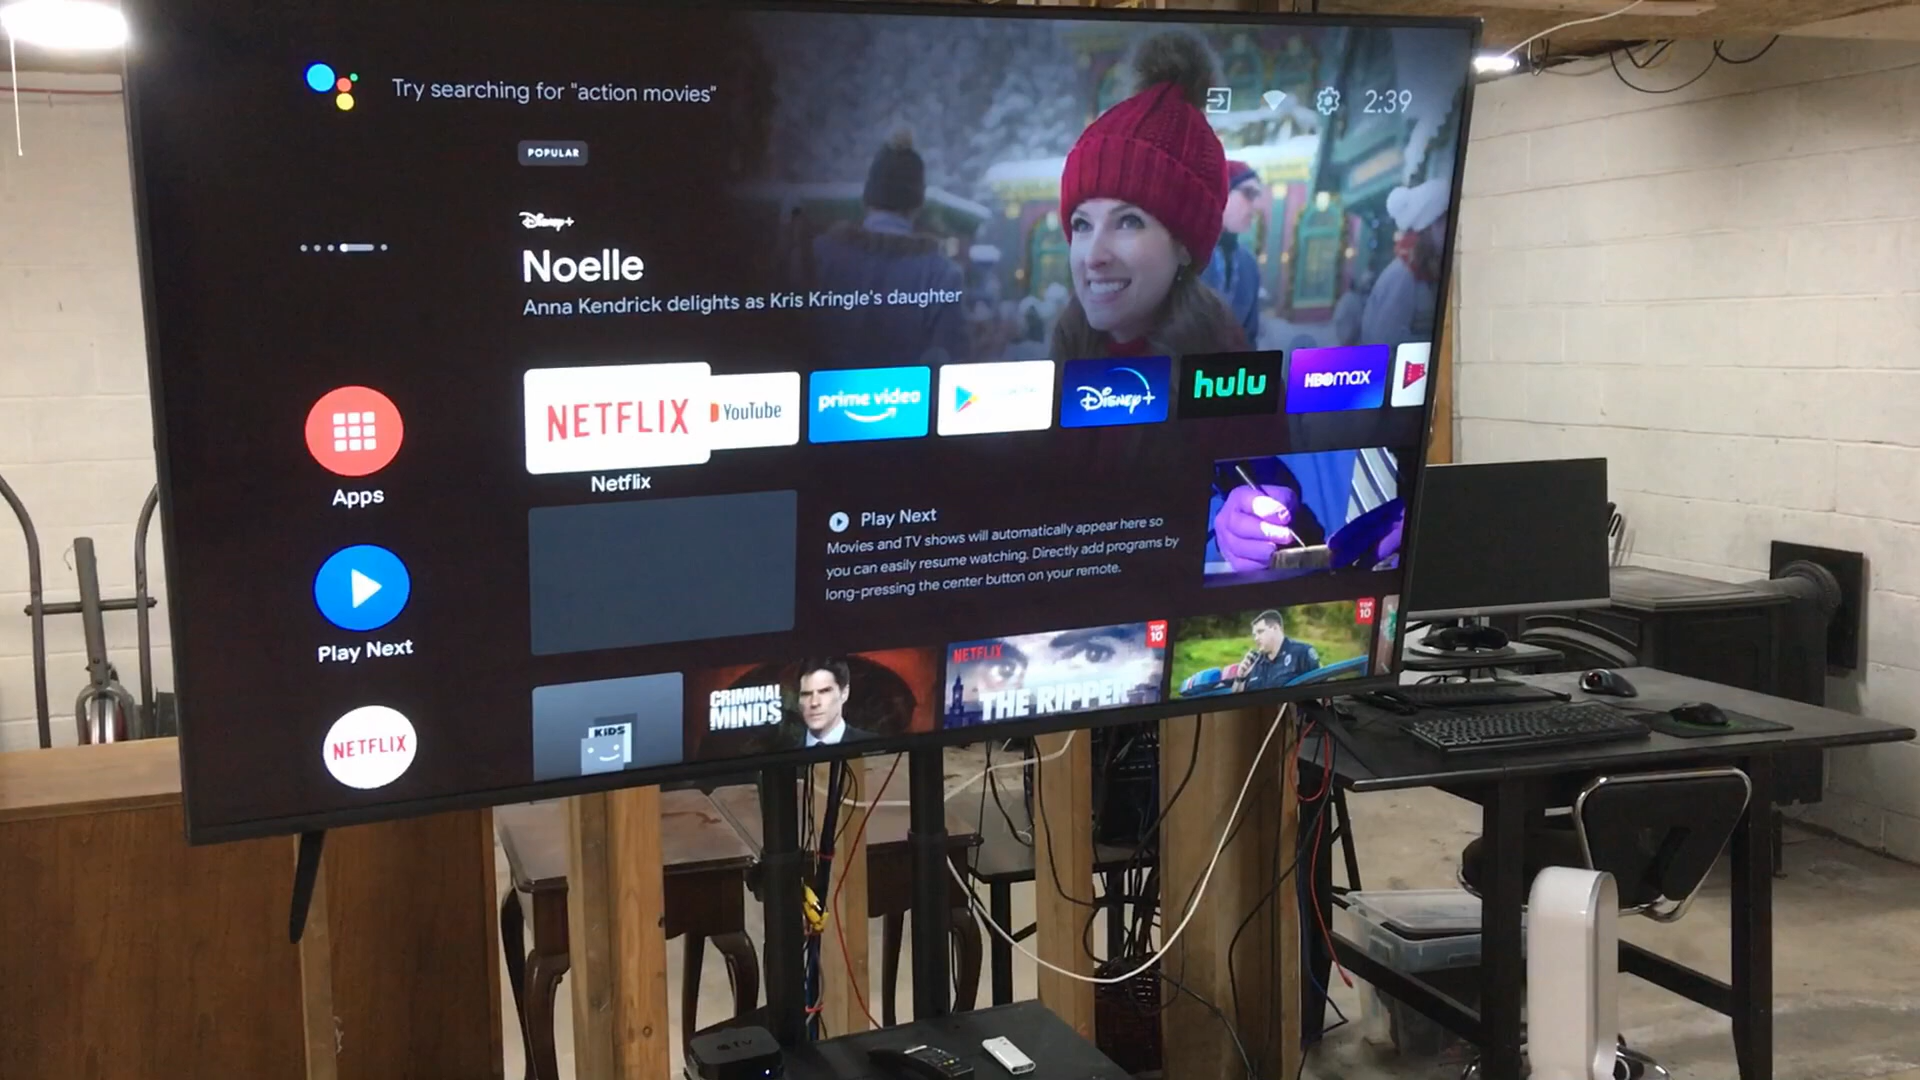 Try searching for "action movies"
2:39
POPULAR
Disney+
Noelle
Anna Kendrick delights as Kris Kringle's daughter
NETFLIX
YouTube
prime video
Disney+
hulu
HBOmax
Netflix
Apps
Play Next
Movies and TV shows will automatically appear here so
you can easily resume watching. Directly add programs by
long-pressing the center button on your remote.
Play Next
NETFLIX
KIDS
CRIMINAL
MINDS
NETFLIX
THE RIPPER
TOP
10
TOP
10
tv